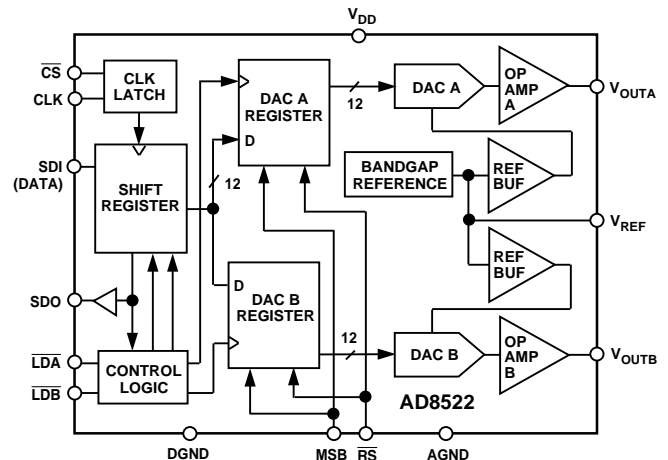 VDD
CS
CLK
CLK
LATCH
SDI
(DATA)
SHIFT
REGISTER
12
DAC A
REGISTER
D
12
DAC A
OP
AMP
A
VOUTA
BANDGAP
REFERENCE
REF
BUF
VREF
REF
BUF
SDO
D
DAC B
REGISTER
12
DAC B
OP
AMP
B
VOUTB
LDA
LDB
CONTROL
LOGIC
AD8522
DGND
MSB
RS
AGND